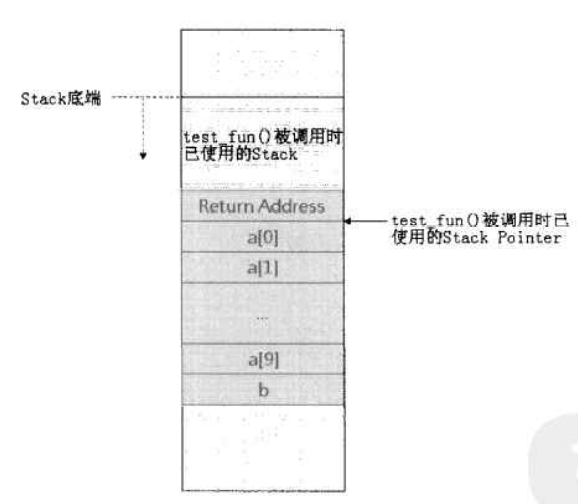 Stack底端
test_fun()被调用时
已使用的Stack
Return Address
test_fun()被调用时已
使用的Stack Pointer
a[0]
a[1]
...
a[9]
b